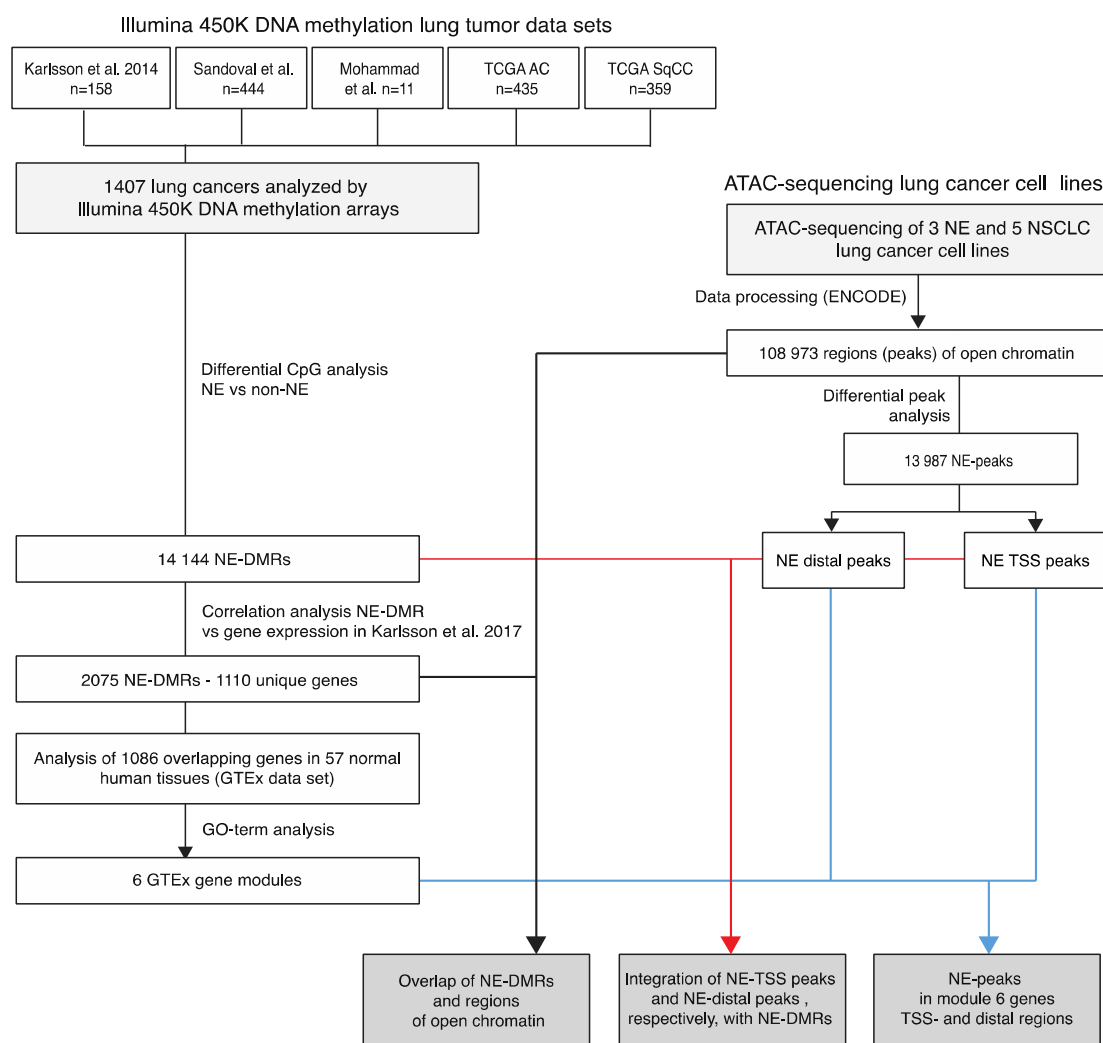 Illumina 450K DNA methylation lung tumor data sets
Karlsson et al. 2014
n=158
Sandoval et al.
n=444
Mohammad
et al. n=11
TCGA AC
n=435
TCGA SqCC
n=359
1407 lung cancers analyzed by
Illumina 450K DNA methylation arrays
ATAC-sequencing lung cancer cell lines
ATAC-sequencing of 3 NE and 5 NSCLC
lung cancer cell lines
Data processing (ENCODE)
108 973 regions (peaks) of open chromatin
Differential CpG analysis
NE vs non-NE
Differential peak
analysis
13 987 NE-peaks
14 144 NE-DMRs
NE distal peaks
NE TSS peaks
Correlation analysis NE-DMR
vs gene expression in Karlsson et al. 2017
2075 NE-DMRs - 1110 unique genes
Analysis of 1086 overlapping genes in 57 normal
human tissues (GTEx data set)
GO-term analysis
6 GTEx gene modules
Overlap of NE-DMRs
and regions
of open chromatin
Integration of NE-TSS peaks
and NE-distal peaks ,
respectively, with NE-DMRs
NE-peaks
in module 6 genes
TSS- and distal regions